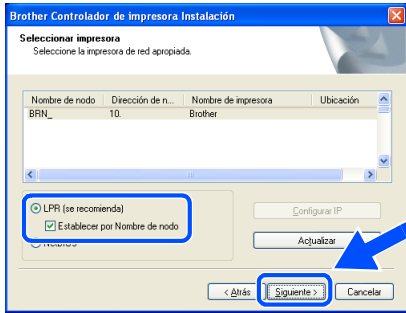 Brother Controlador de impresora Instalación
Seleccionar impresora
Seleccione la impresora de red apropiada.
Nombre de nodo Dirección de n... Nombre de impresora Ubicación
BRN_ 10. Brother
LPR (se recomienda)
Establecer por Nombre de nodo
NetBIOS
Configurar IP
Actualizar
< Atrás Siguiente > Cancelar